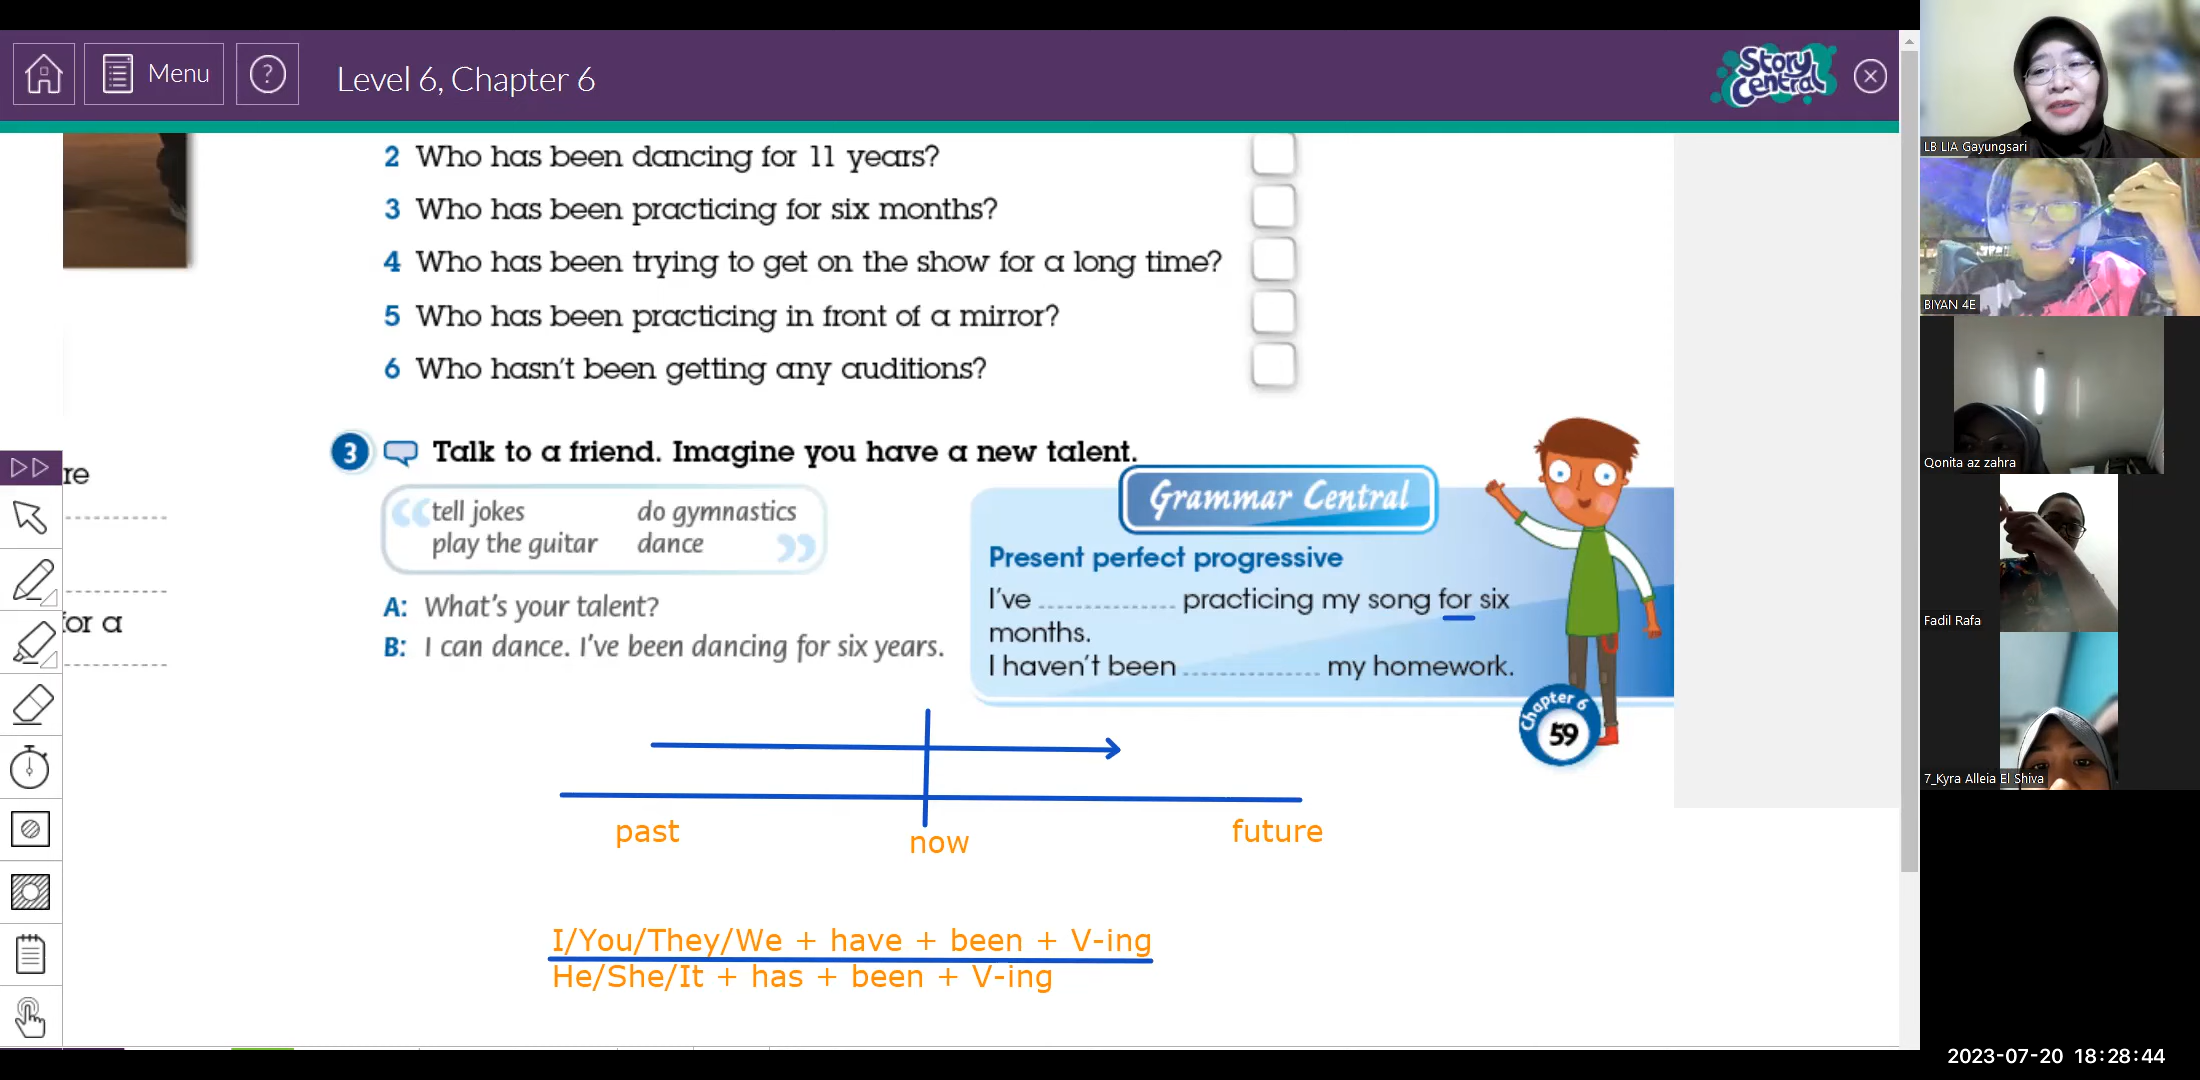 Menu
?
Level 6, Chapter 6
Story Central
2 Who has been dancing for 11 years?
3 Who has been practicing for six months?
4 Who has been trying to get on the show for a long time?
5 Who has been practicing in front of a mirror?
6 Who hasn't been getting any auditions?
re
for a
3 Talk to a friend. Imagine you have a new talent.
“ tell jokes do gymnastics
play the guitar dance ”
A: What's your talent?
B: I can dance. I've been dancing for six years.
Grammar Central
Present perfect progressive
I've .............. practicing my song for six
months.
I haven't been .............. my homework.
Chapter 6
59
past
now
future
I/You/They/We + have + been + V-ing
He/She/It + has + been + V-ing
LB LIA Gayungsari
BIYAN 4E
Qonita az zahra
Fadil Rafa
7_Kyra Alleia El Shiva
2023-07-20 18:28:44